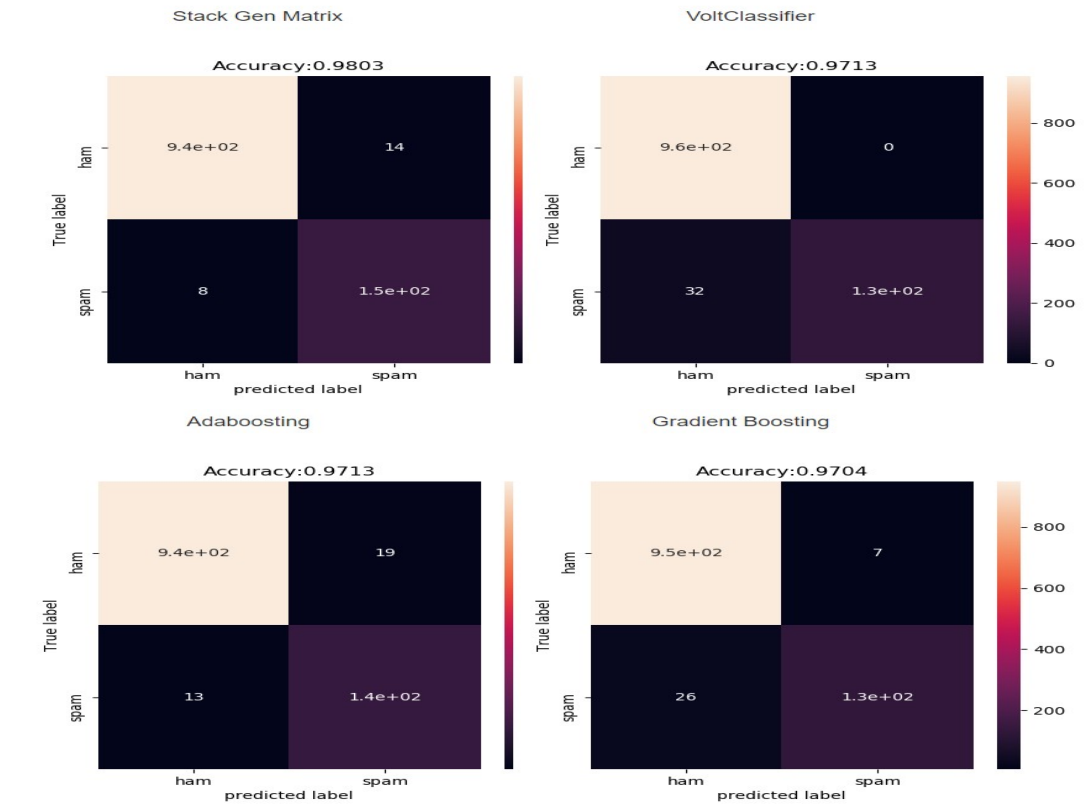 Stack Gen Matrix
Accuracy:0.9803
ham
9.4e+02
14
True label
spam
8
1.5e+02
ham
spam
predicted label
VoltClassifier
Accuracy:0.9713
ham
9.6e+02
0
True label
spam
32
1.3e+02
ham
spam
predicted label
800
600
400
200
0
Adaboosting
Accuracy:0.9713
ham
9.4e+02
19
True label
spam
13
1.4e+02
ham
spam
predicted label
Gradient Boosting
Accuracy:0.9704
ham
9.5e+02
7
True label
spam
26
1.3e+02
ham
spam
predicted label
800
600
400
200